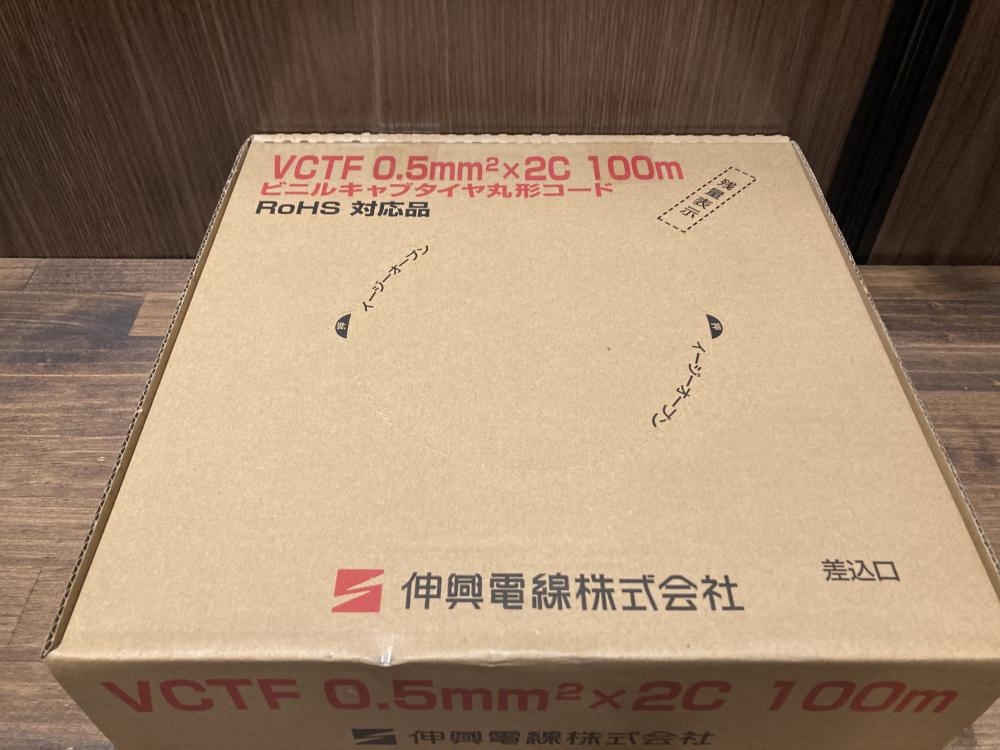 VCTF 0.5mm²×2C 100m
ビニルキャブタイヤ丸形コード
RoHS 対応品
残量表示
イージーオープン
押
押
イージーオープン
差込口
伸興電線株式会社
VCTF 0.5mm²×2C 100m
伸興電線株式会社